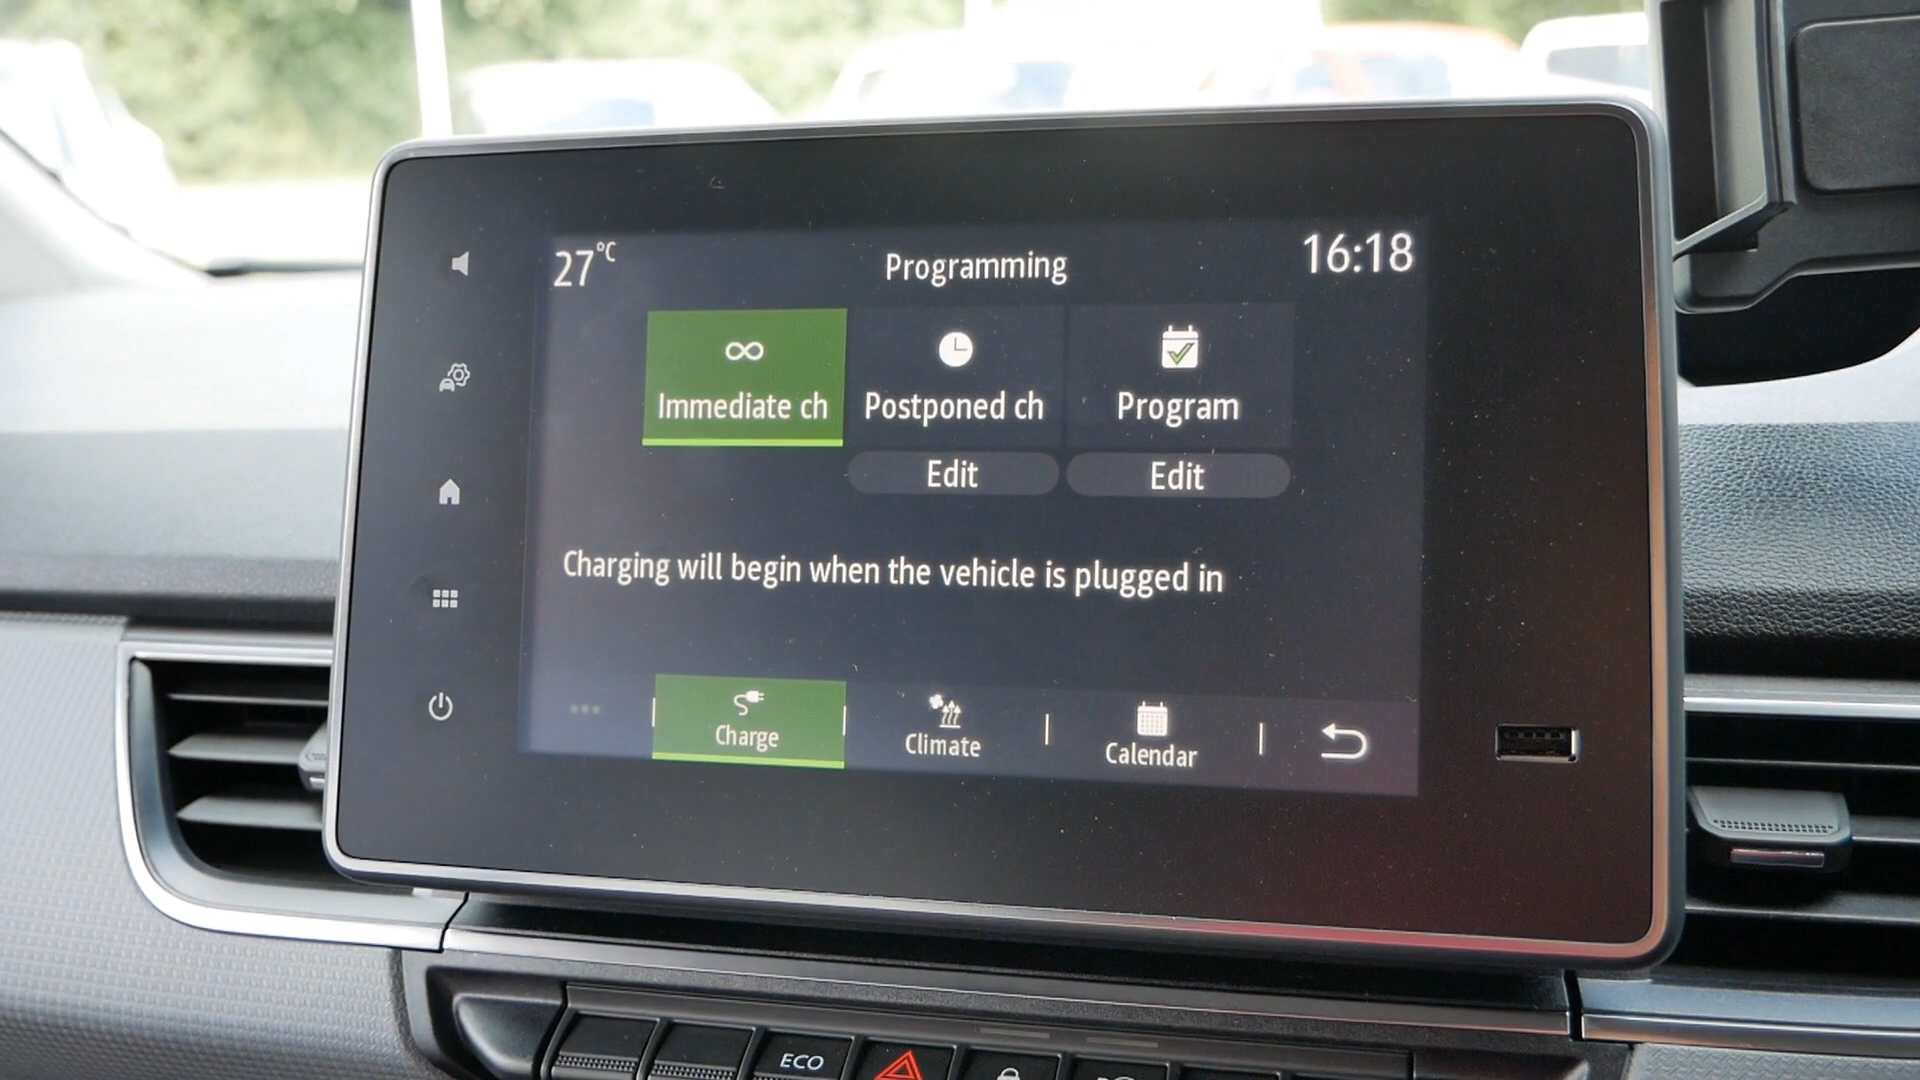 27°C
Programming
16:18
Immediate ch
Postponed ch
Program
Edit
Edit
Charging will begin when the vehicle is plugged in
Charge
Climate
Calendar
ECO